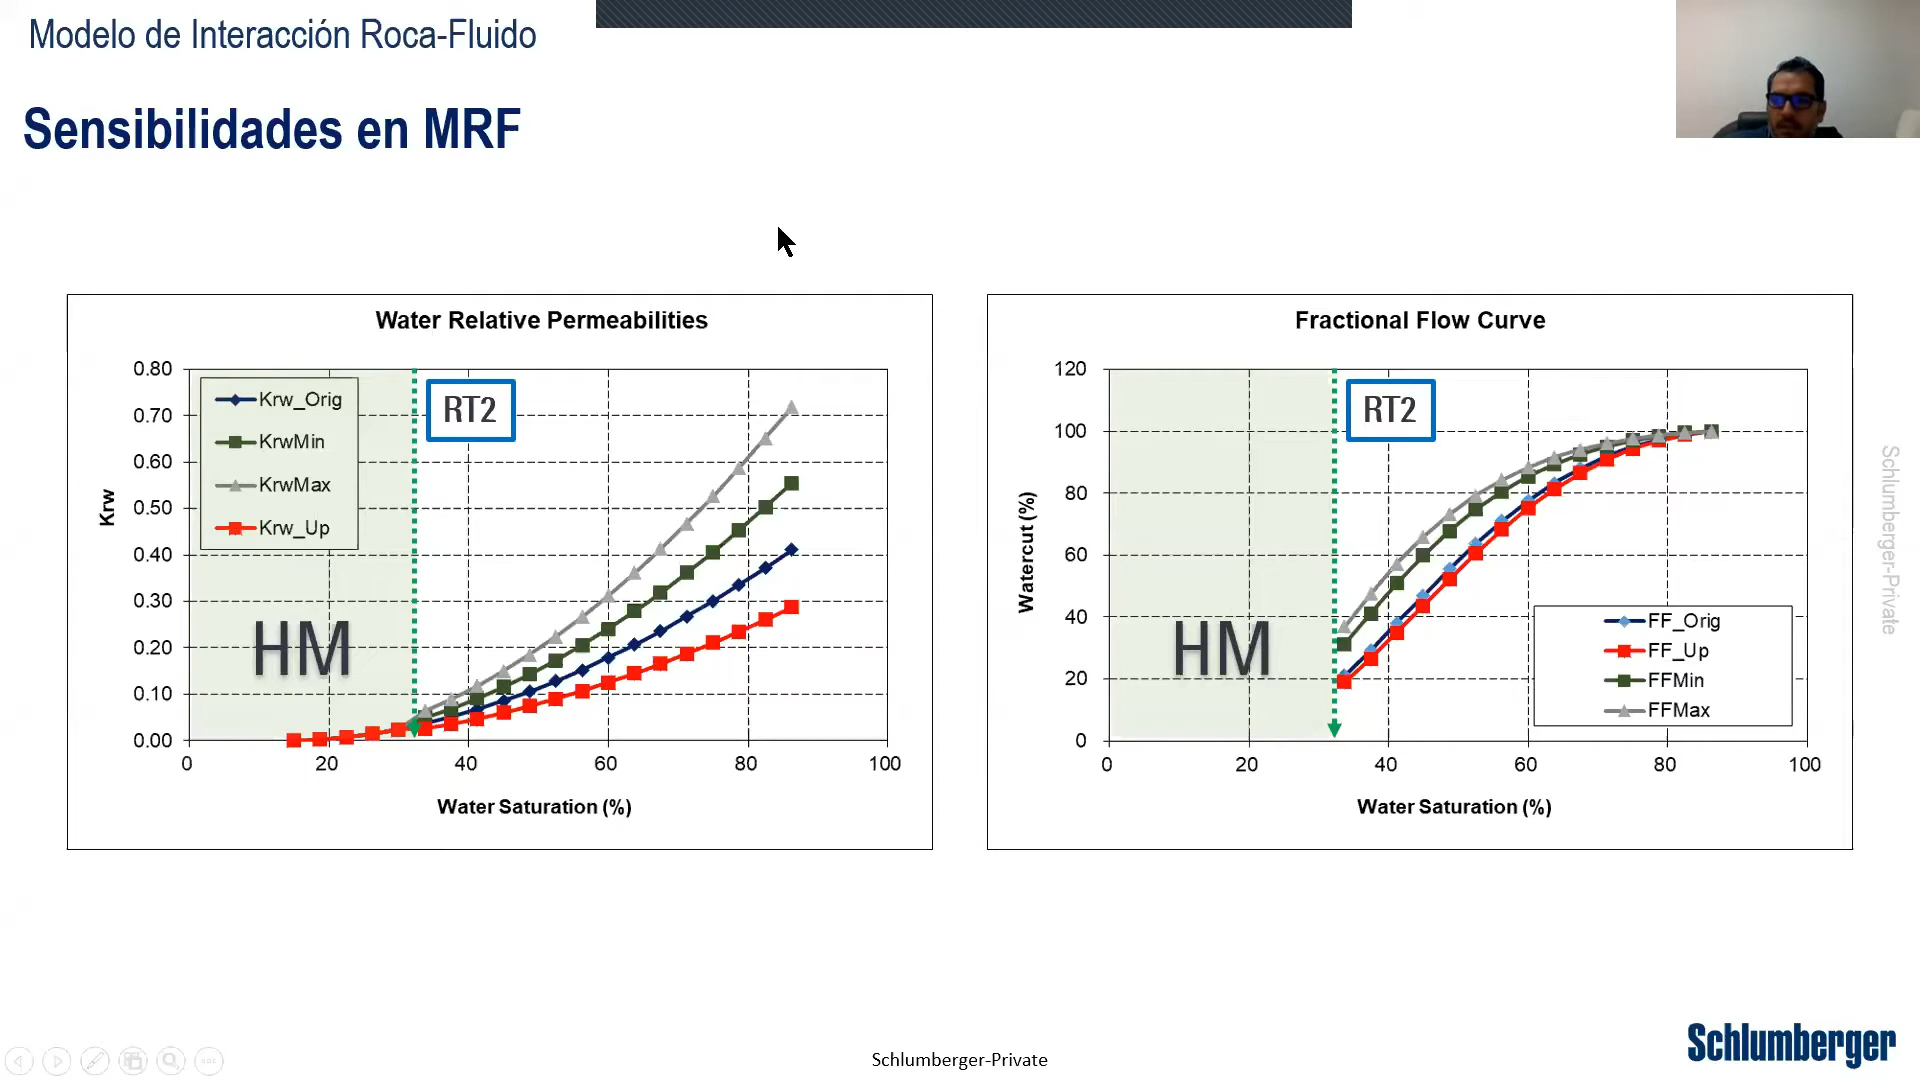 Modelo de Interacción Roca-Fluido
Sensibilidades en MRF
Water Relative Permeabilities
0.80
0.70
0.60
0.50
0.40
0.30
0.20
0.10
0.00
Krw
Krw_Orig
KrwMin
KrwMax
Krw_Up
RT2
HM
0 20 40 60 80 100
Water Saturation (%)
Fractional Flow Curve
120
100
80
60
40
20
0
Watercut (%)
RT2
HM
FF_Orig
FF_Up
FFMin
FFMax
0 20 40 60 80 100
Water Saturation (%)
Schlumberger-Private
Schlumberger-Private
Schlumberger